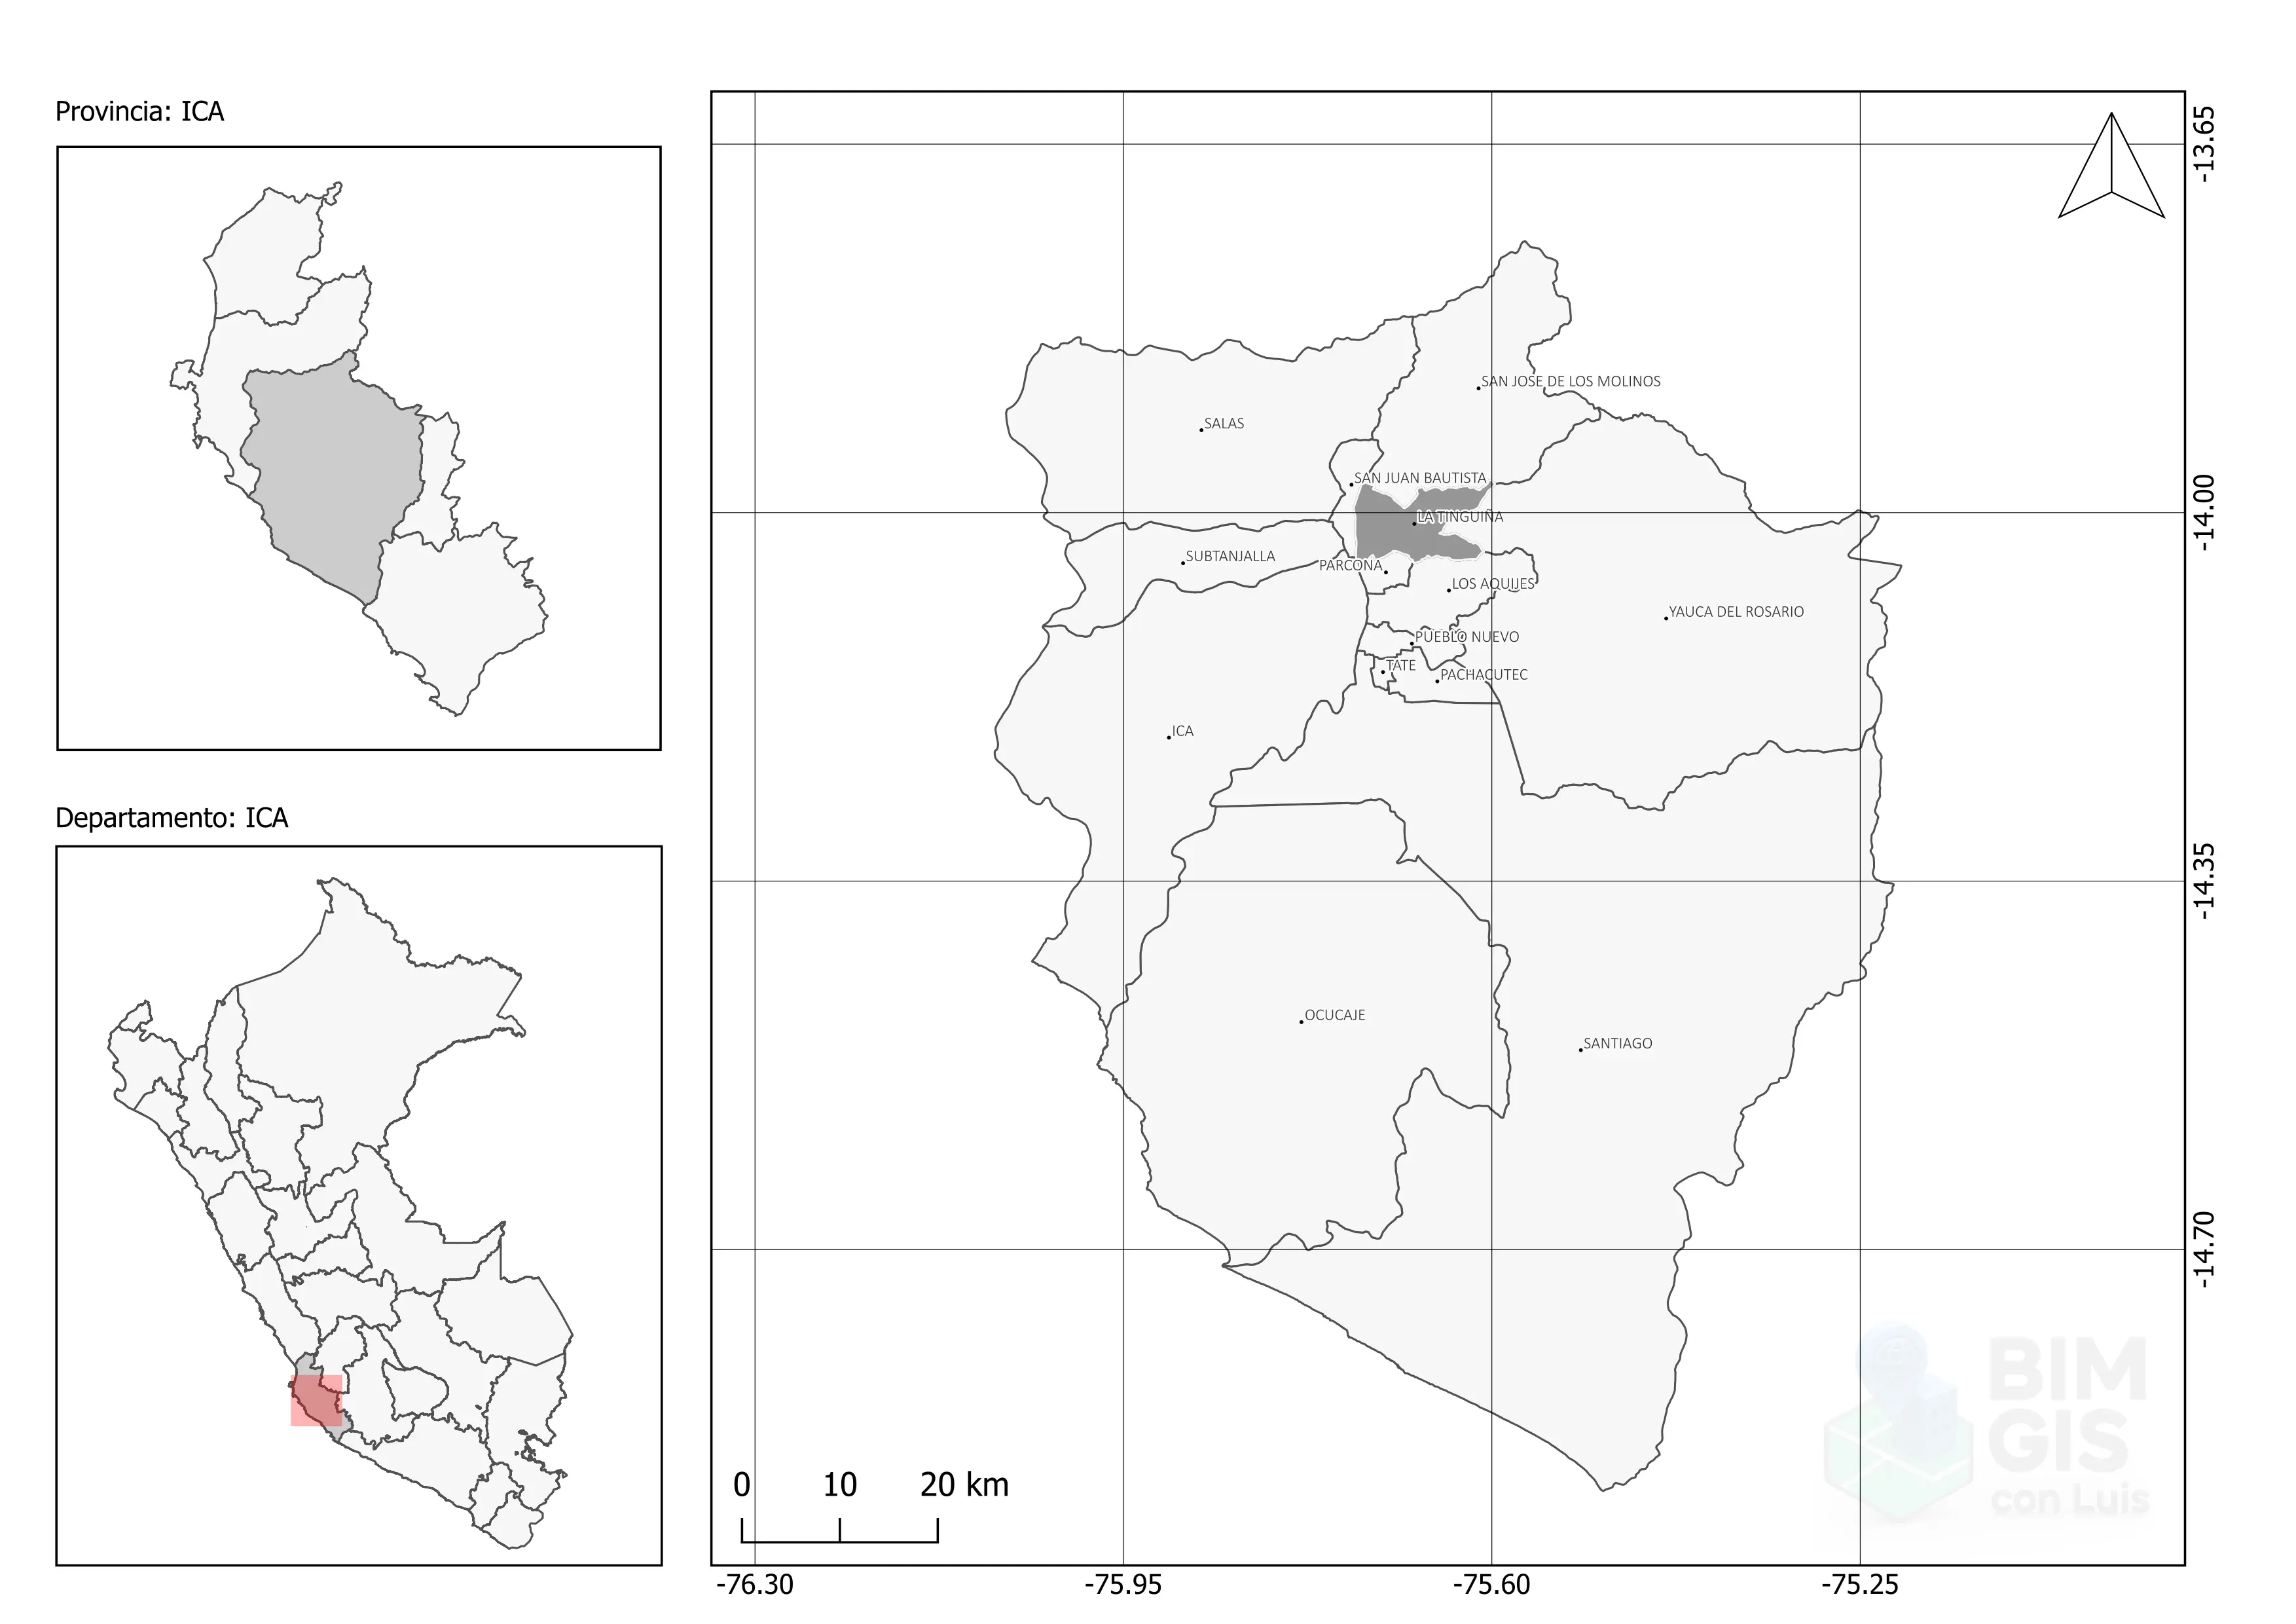 Provincia: ICA
Departamento: ICA
SAN JOSE DE LOS MOLINOS
SALAS
SAN JUAN BAUTISTA
LA TINGUIÑA
SUBTANJALLA
PARCONA
LOS AQUIJES
YAUCA DEL ROSARIO
PUEBLO NUEVO
TATE
PACHACUTEC
ICA
OCUCAJE
SANTIAGO
-13.65
-14.00
-14.35
-14.70
0 10 20 km
-76.30 -75.95 -75.60 -75.25
BIM
GIS
con Luis